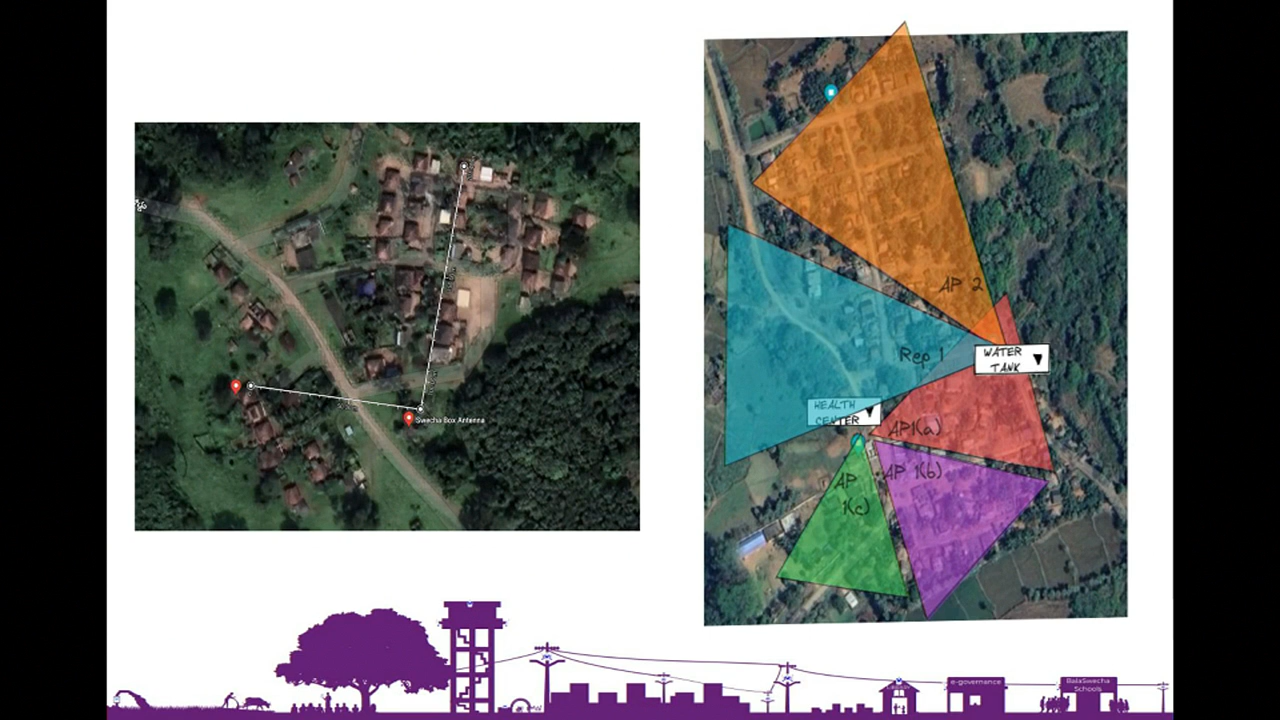 Swecha Box Antenna
AP 2
Rep 1
WATER
TANK
HEALTH
CENTER
AP1(a)
AP 1(b)
AP
1(c)
LIBRARY
e-governance
BalaSwecha
Schools